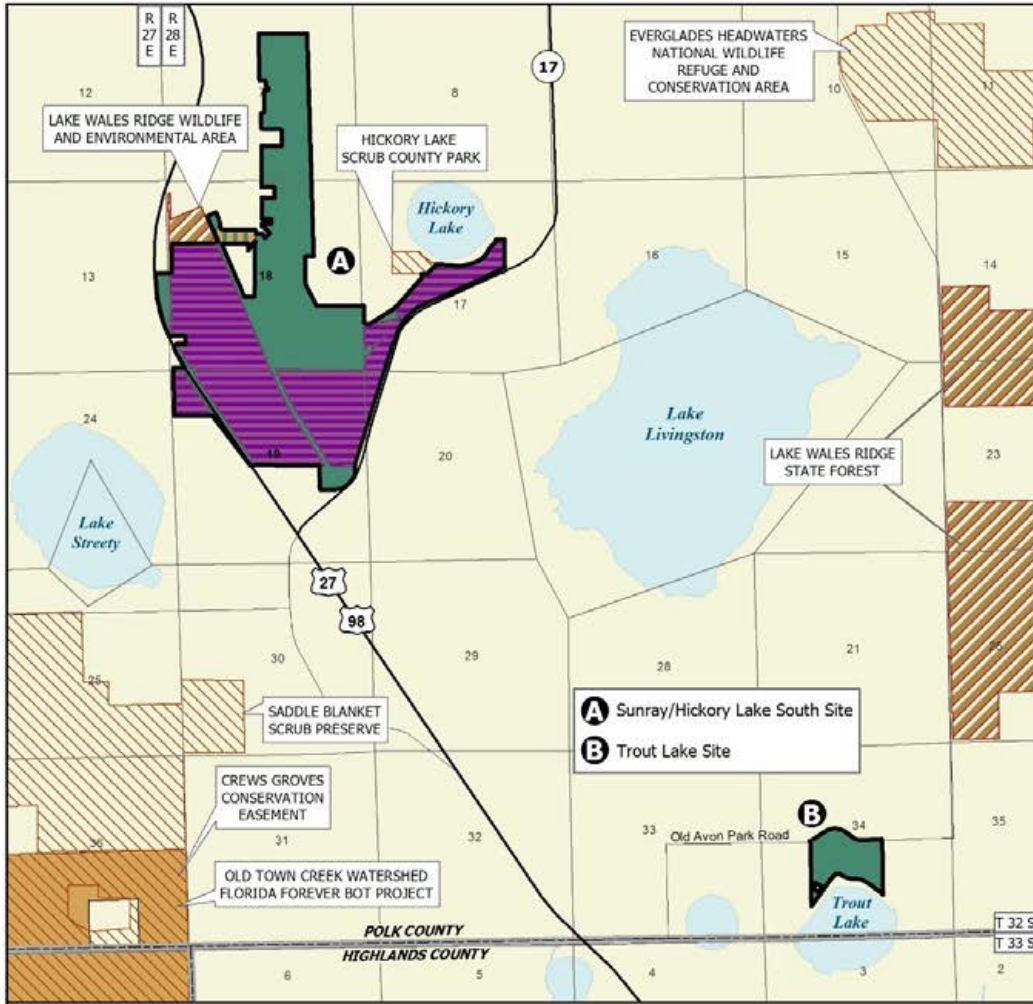 R
27
E
R
28
E
17
EVERGLADES HEADWATERS
NATIONAL WILDLIFE
REFUGE AND
CONSERVATION AREA
12
7
8
10
11
LAKE WALES RIDGE WILDLIFE
AND ENVIRONMENTAL AREA
HICKORY LAKE
SCRUB COUNTY PARK
Hickory
Lake
A
13
18
17
16
15
14
24
19
20
Lake
Livingston
LAKE WALES RIDGE
STATE FOREST
23
Lake
Streety
27
98
25
30
29
28
21
26
SADDLE BLANKET
SCRUB PRESERVE
A Sunray/Hickory Lake South Site
B Trout Lake Site
CREWS GROVES
CONSERVATION
EASEMENT
36
31
32
33
Old Avon Park Road
B
34
35
OLD TOWN CREEK WATERSHED
FLORIDA FOREVER BOT PROJECT
Trout
Lake
POLK COUNTY
HIGHLANDS COUNTY
T 32 S
T 33 S
6
5
4
3
2